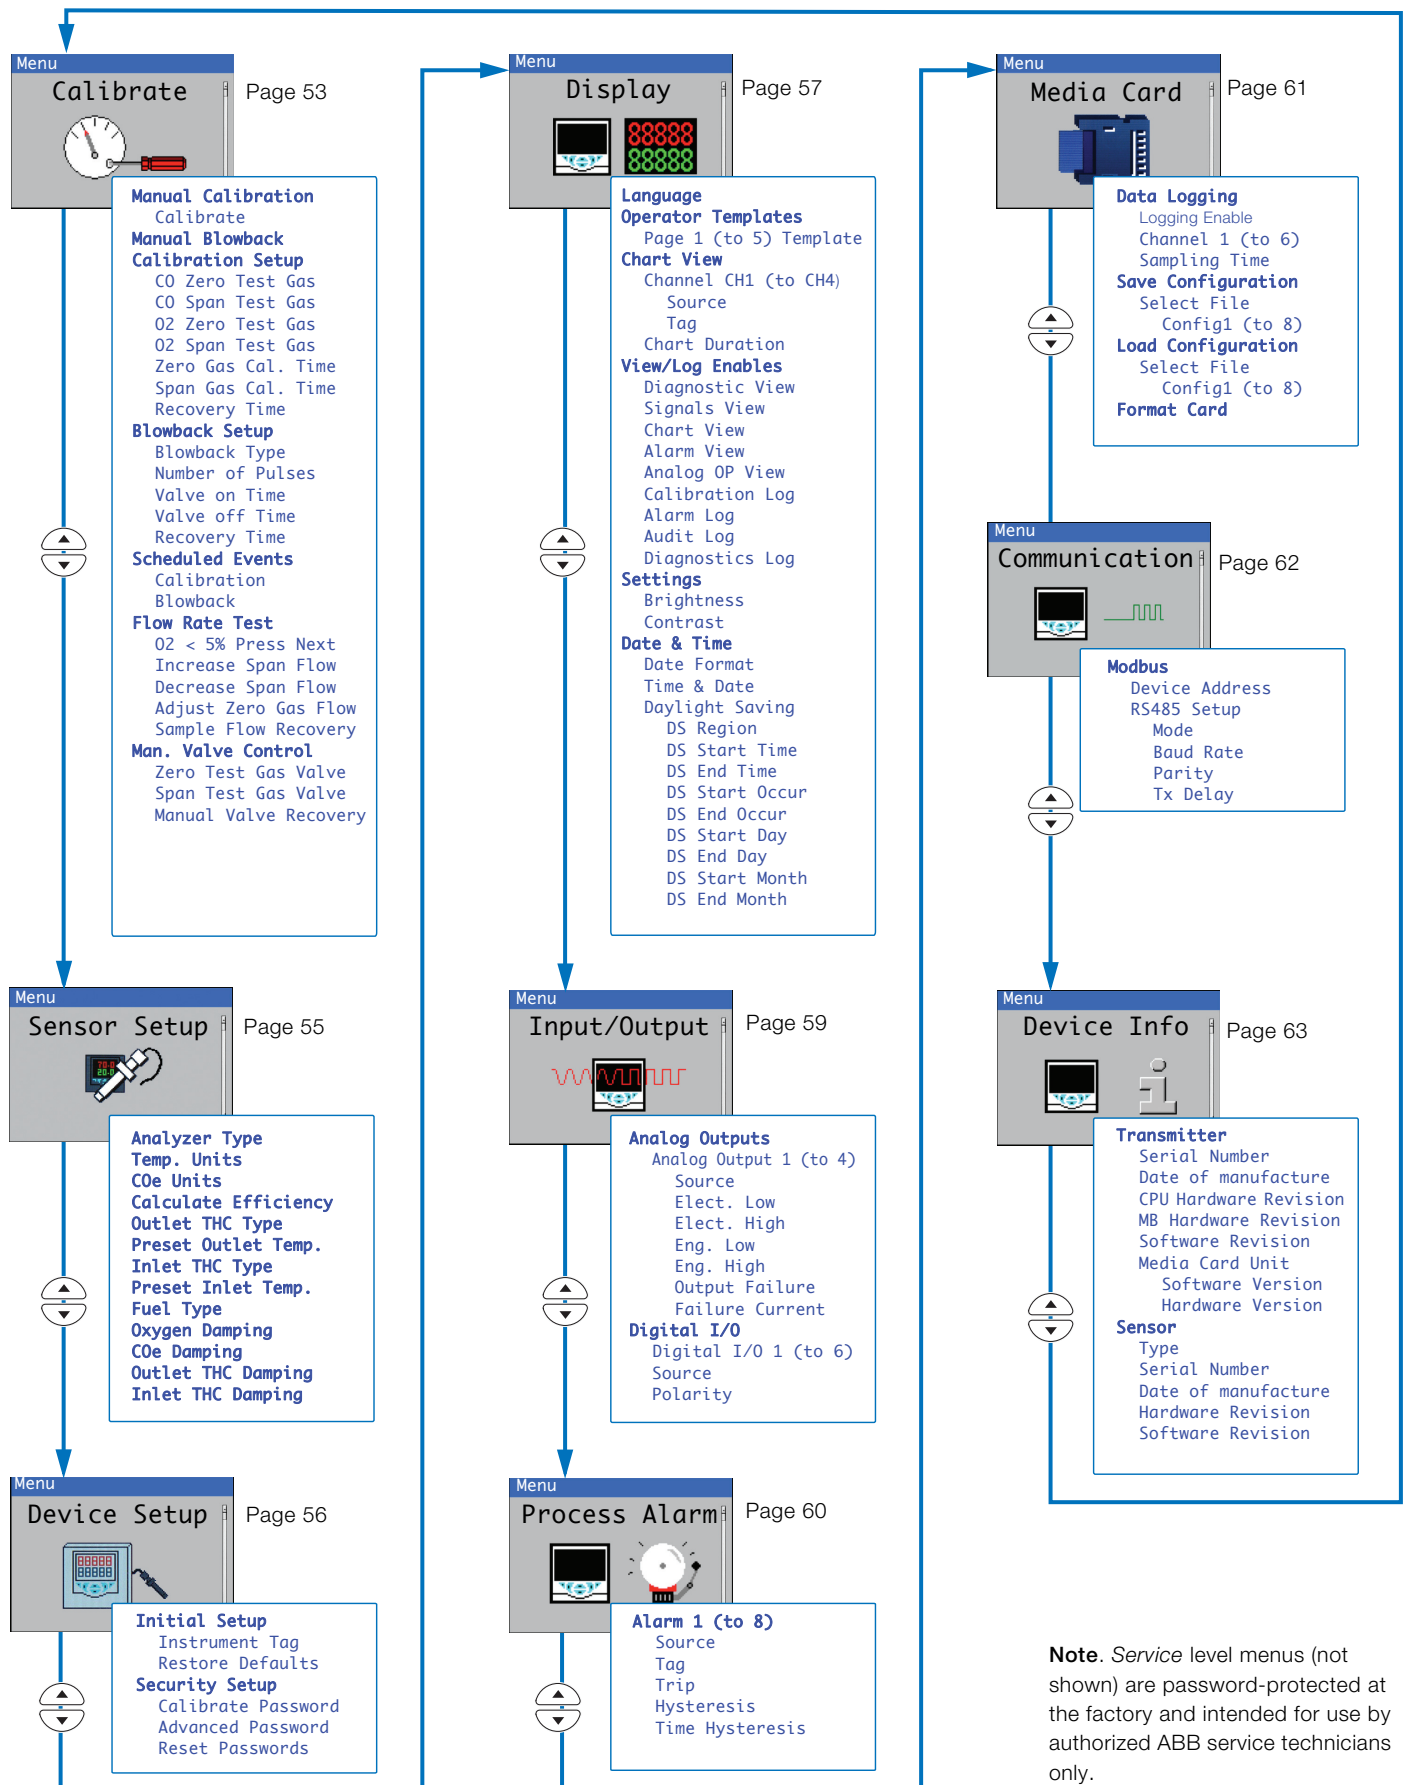 Menu
Calibrate
Page 53
Manual Calibration
Calibrate
Manual Blowback
Calibration Setup
CO Zero Test Gas
CO Span Test Gas
O2 Zero Test Gas
O2 Span Test Gas
Zero Gas Cal. Time
Span Gas Cal. Time
Recovery Time
Blowback Setup
Blowback Type
Number of Pulses
Valve on Time
Valve off Time
Recovery Time
Scheduled Events
Calibration
Blowback
Flow Rate Test
O2 < 5% Press Next
Increase Span Flow
Decrease Span Flow
Adjust Zero Gas Flow
Sample Flow Recovery
Man. Valve Control
Zero Test Gas Valve
Span Test Gas Valve
Manual Valve Recovery
Menu
Sensor Setup
Page 55
70.0
20.0
Analyzer Type
Temp. Units
COe Units
Calculate Efficiency
Outlet THC Type
Preset Outlet Temp.
Inlet THC Type
Preset Inlet Temp.
Fuel Type
Oxygen Damping
COe Damping
Outlet THC Damping
Inlet THC Damping
Menu
Device Setup
Page 56
88888
88888
Initial Setup
Instrument Tag
Restore Defaults
Security Setup
Calibrate Password
Advanced Password
Reset Passwords
Menu
Display
Page 57
88888
88888
Language
Operator Templates
Page 1 (to 5) Template
Chart View
Channel CH1 (to CH4)
Source
Tag
Chart Duration
View/Log Enables
Diagnostic View
Signals View
Chart View
Alarm View
Analog OP View
Calibration Log
Alarm Log
Audit Log
Diagnostics Log
Settings
Brightness
Contrast
Date & Time
Date Format
Time & Date
Daylight Saving
DS Region
DS Start Time
DS End Time
DS Start Occur
DS End Occur
DS Start Day
DS End Day
DS Start Month
DS End Month
Menu
Input/Output
Page 59
Analog Outputs
Analog Output 1 (to 4)
Source
Elect. Low
Elect. High
Eng. Low
Eng. High
Output Failure
Failure Current
Digital I/O
Digital I/O 1 (to 6)
Source
Polarity
Menu
Process Alarm
Page 60
Alarm 1 (to 8)
Source
Tag
Trip
Hysteresis
Time Hysteresis
Menu
Media Card
Page 61
Data Logging
Logging Enable
Channel 1 (to 6)
Sampling Time
Save Configuration
Select File
Config1 (to 8)
Load Configuration
Select File
Config1 (to 8)
Format Card
Menu
Communication
Page 62
Modbus
Device Address
RS485 Setup
Mode
Baud Rate
Parity
Tx Delay
Menu
Device Info
Page 63
i
Transmitter
Serial Number
Date of manufacture
CPU Hardware Revision
MB Hardware Revision
Software Revision
Media Card Unit
Software Version
Hardware Version
Sensor
Type
Serial Number
Date of manufacture
Hardware Revision
Software Revision
Note. Service level menus (not
shown) are password-protected at
the factory and intended for use by
authorized ABB service technicians
only.